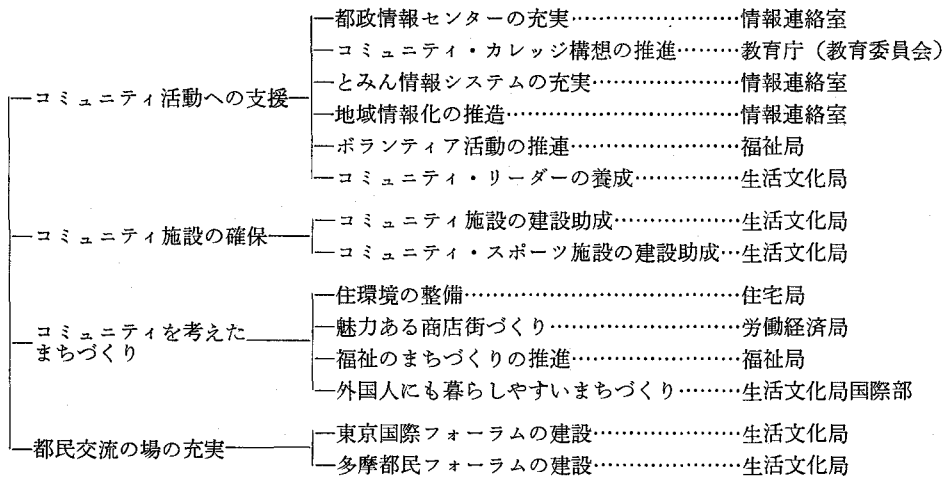 都政情報センターの充実……………………情報連絡室
コミュニティ・カレッジ構想の推進………教育庁（教育委員会）
とみん情報システムの充実…………………情報連絡室
コミュニティ活動への支援
地域情報化の推造……………………………情報連絡室
ボランティア活動の推連……………………福祉局
コミュニティ・リーダーの養成……………生活文化局
コミュニティ施設の確保
コミュニティ施設の建設助成………………生活文化局
コミュニティ・スポーツ施設の建設助成…生活文化局
住環境の整備…………………………………住宅局
コミュニティを考えた
まちづくり
魅力ある商店街づくり………………………労働経済局
福祉のまちづくりの推進……………………福祉局
外国人にも暮らしやすいまちづくり………生活文化局国際部
都民交流の場の充実
東京国際フォーラムの建設…………………生活文化局
多摩都民フォーラムの建設…………………生活文化局